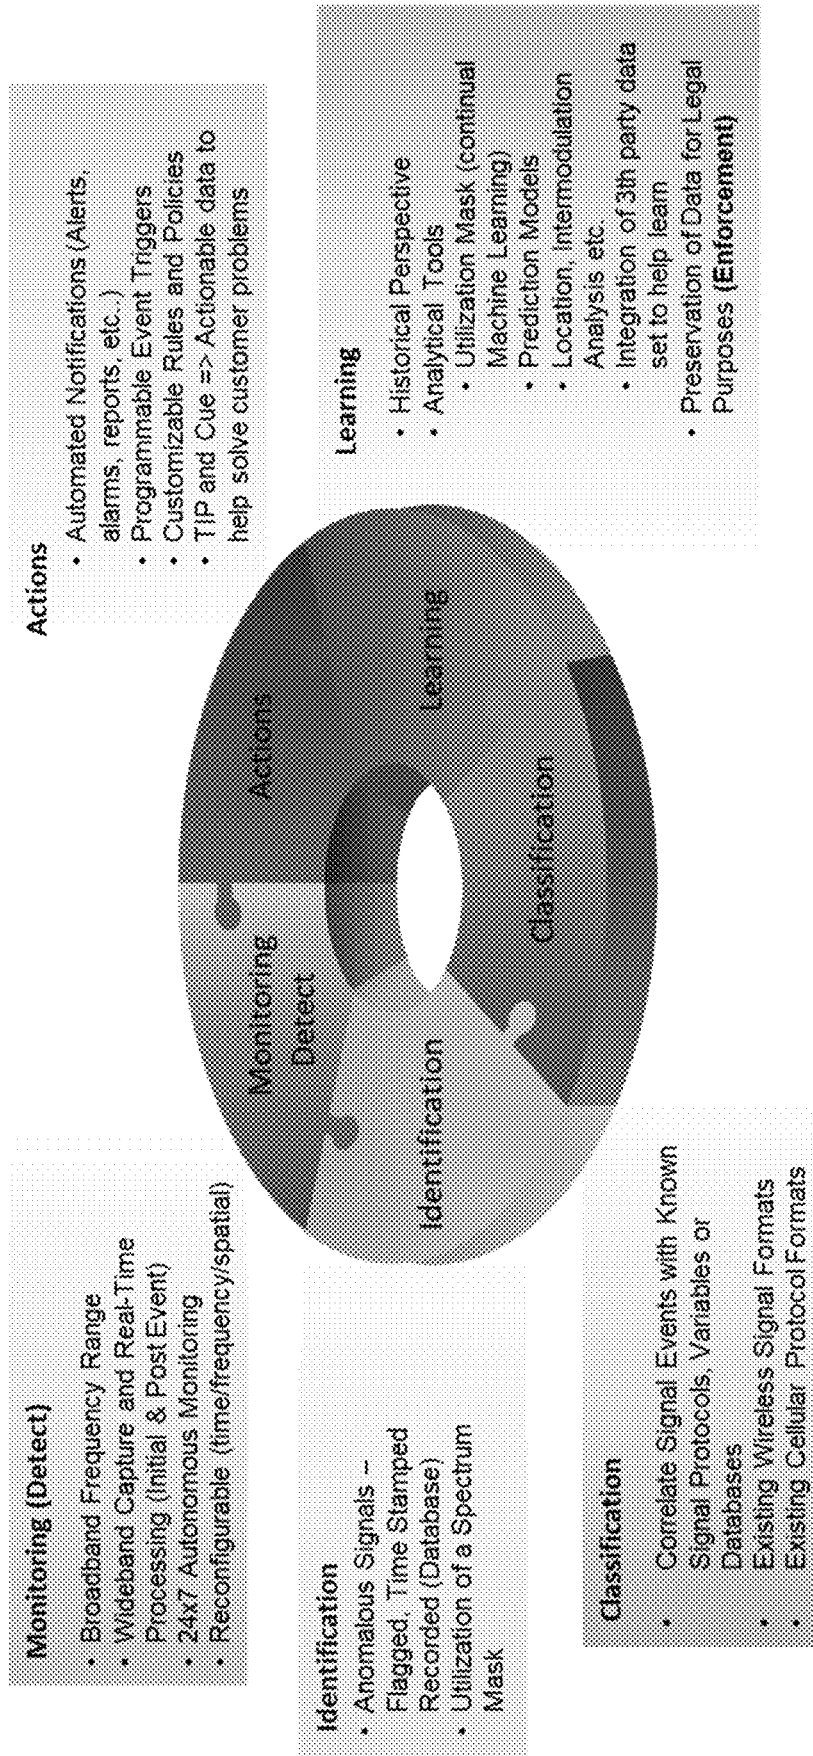 Monitoring (Detect)
• Broadband Frequency Range
• Wideband Capture and Real-Time
Processing (Initial & Post Event)
• 24x7 Autonomous Monitoring
• Reconfigurable (time/frequency/spatial)
Identification
• Anomalous Signals –
Flagged, Time Stamped
Recorded (Database)
• Utilization of a Spectrum
Mask
Classification
• Correlate Signal Events with Known
Signal Protocols, Variables or
Databases
• Existing Wireless Signal Formats
• Existing Cellular Protocol Formats
Monitoring
Detect
Identification
Classification
Actions
Learning
Actions
• Automated Notifications (Alerts,
alarms, reports, etc..)
• Programmable Event Triggers
• Customizable Rules and Policies
• TIP and Cue => Actionable data to
help solve customer problems
Learning
• Historical Perspective
• Analytical Tools
• Utilization Mask (continual
Machine Learning)
• Prediction Models
• Location, Intermodulation
Analysis etc.
• Integration of 3th party data
set to help learn
• Preservation of Data for Legal
Purposes (Enforcement)